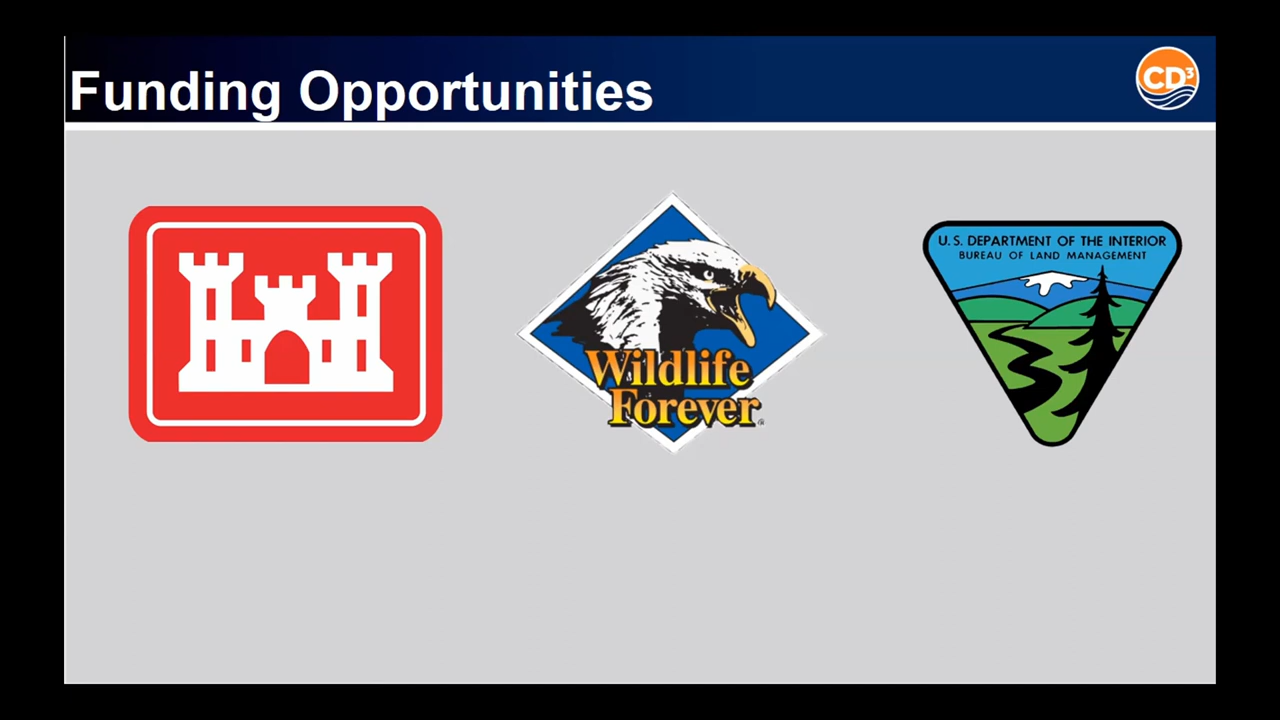 Funding Opportunities
CD³
Wildlife
Forever®
U.S. DEPARTMENT OF THE INTERIOR
BUREAU OF LAND MANAGEMENT